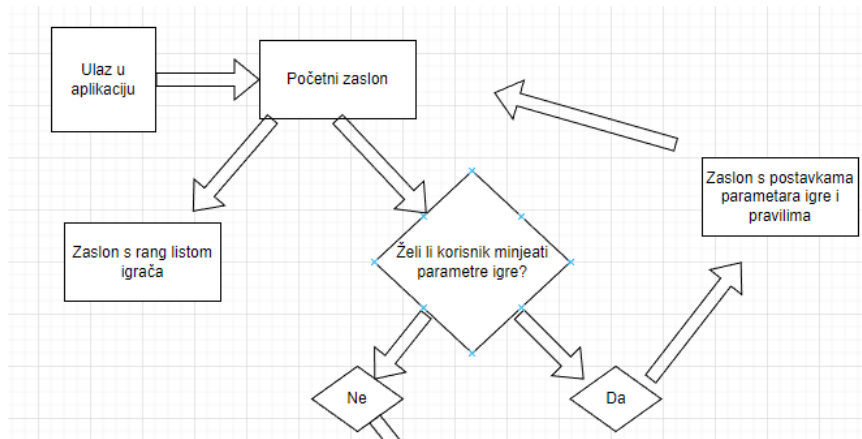 Ulaz u
aplikaciju
Početni zaslon
Zaslon s postavkama
parametara igre i
pravilima
Zaslon s rang listom
igrača
Želi li korisnik minjeati
parametre igre?
Ne
Da